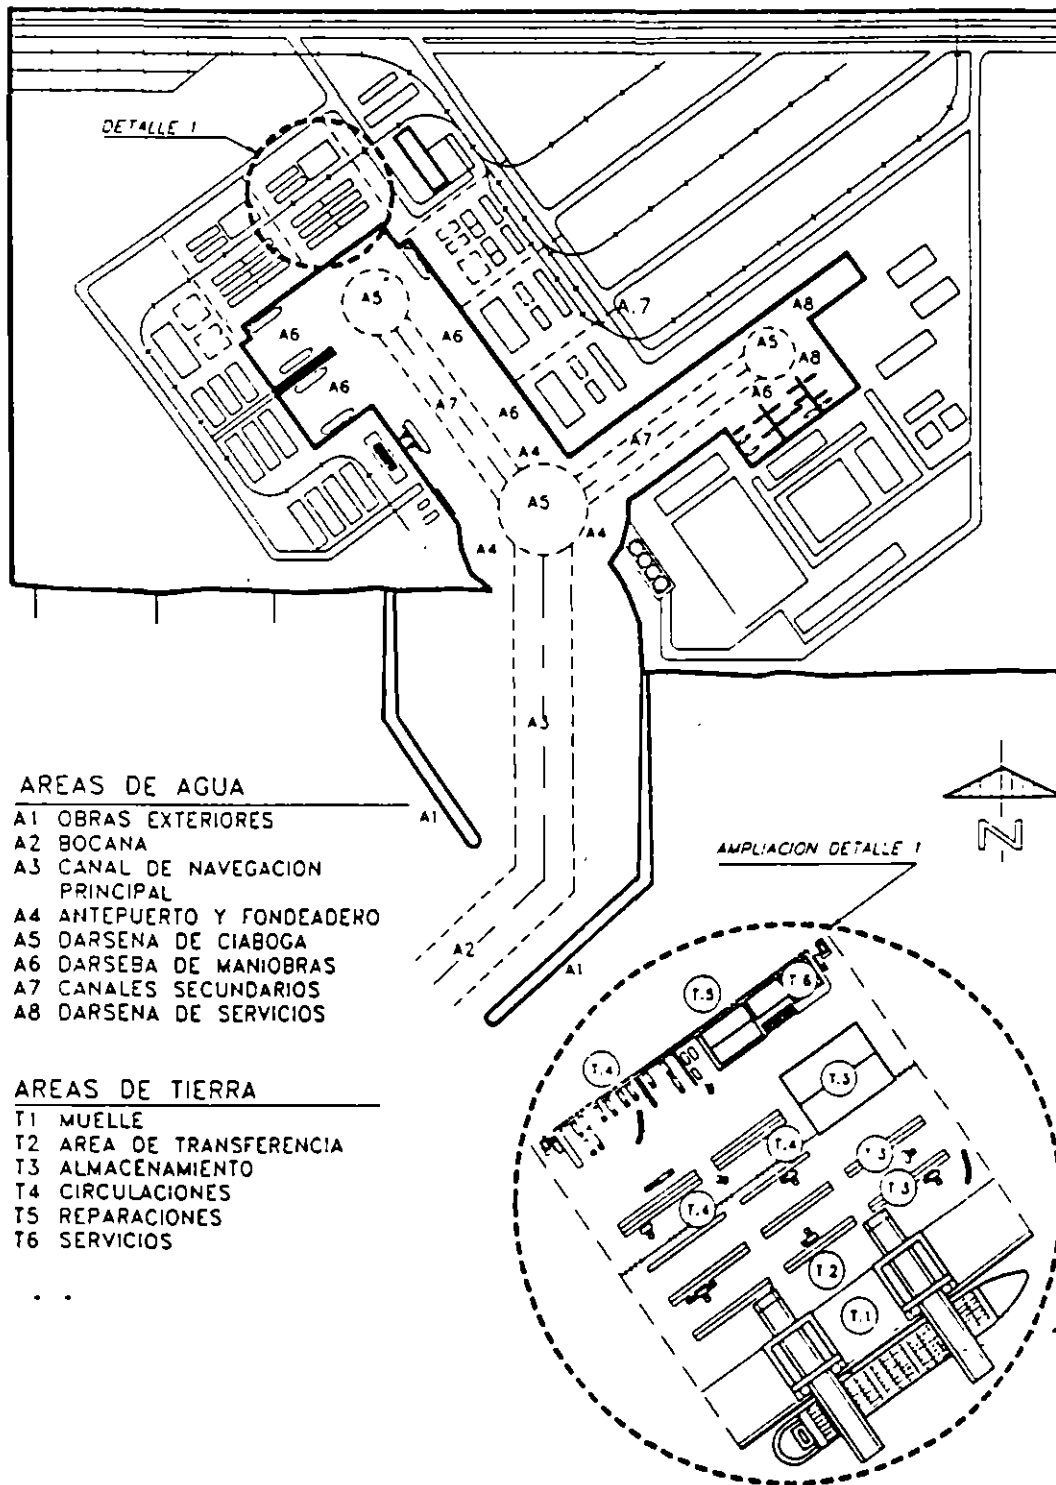 DETALLE 1
A5
A6
A6
A.7
A8
A5
A8
A6
A6
A7
A6
A7
A4
A5
A4
A4
A3
AREAS DE AGUA
A1 OBRAS EXTERIORES
A2 BOCANA
A3 CANAL DE NAVEGACION
PRINCIPAL
A4 ANTEPUERTO Y FONDEADERO
A5 DARSENA DE CIABOGA
A6 DARSEBA DE MANIOBRAS
A7 CANALES SECUNDARIOS
A8 DARSENA DE SERVICIOS
A1
A2
A1
N
AMPLIACION DETALLE 1
AREAS DE TIERRA
T1 MUELLE
T2 AREA DE TRANSFERENCIA
T3 ALMACENAMIENTO
T4 CIRCULACIONES
T5 REPARACIONES
T6 SERVICIOS
T.6
T.5
T.4
T.3
T.4
T.3
T.3
T.4
T.2
T.1